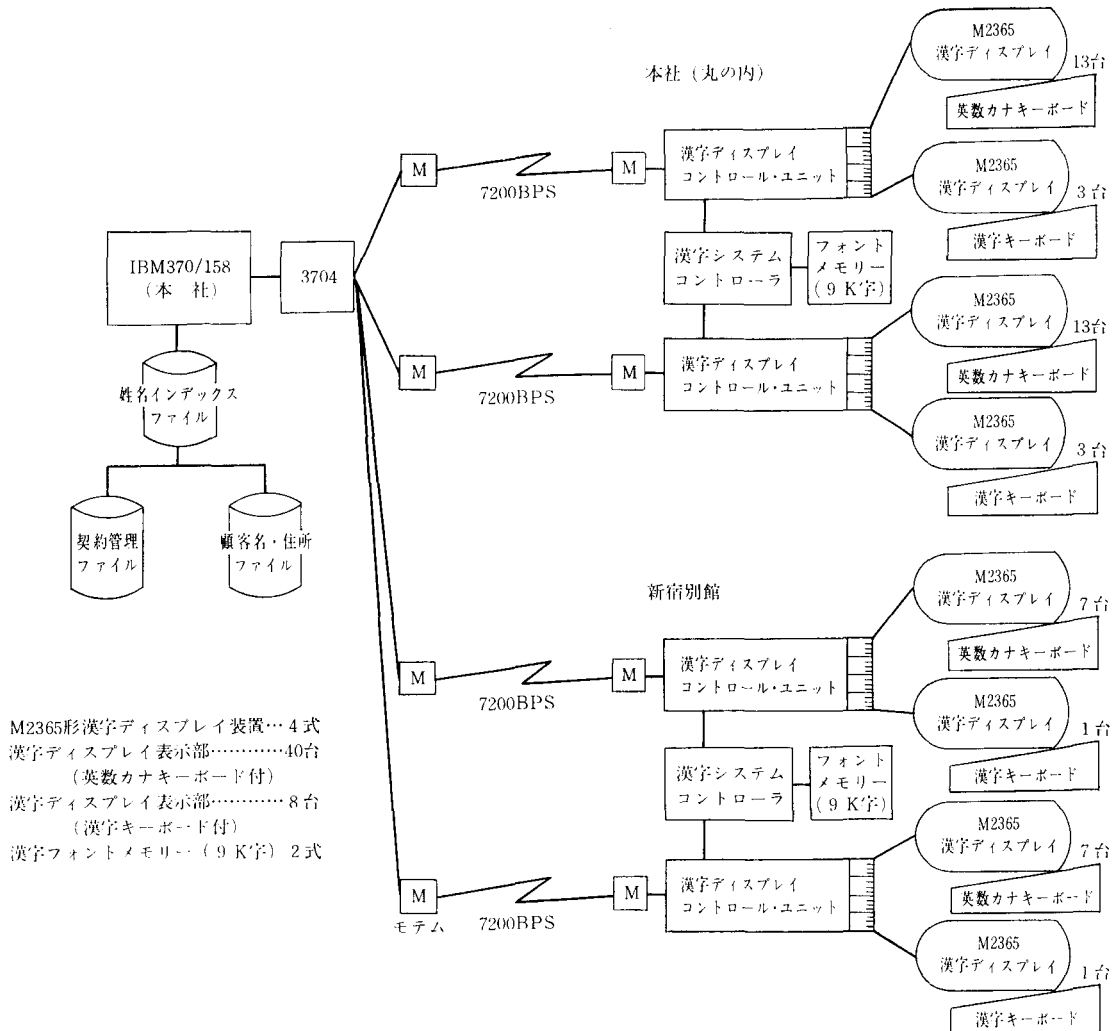 M2365
漢字ディスプレイ
13台
英数カナキーボード
本社（丸の内）
M
7200BPS
M
漢字ディスプレイ
コントロール・ユニット
M2365
漢字ディスプレイ
3台
漢字キーボード
IBM370/158
（本　社）
3704
漢字システム
コントローラ
フォント
メモリー
（9K字）
M2365
漢字ディスプレイ
13台
英数カナキーボード
M
7200BPS
M
漢字ディスプレイ
コントロール・ユニット
姓名インデックス
ファイル
M2365
漢字ディスプレイ
3台
漢字キーボード
契約管理
ファイル
顧客名・住所
ファイル
新宿別館
M2365
漢字ディスプレイ
7台
英数カナキーボード
M
7200BPS
M
漢字ディスプレイ
コントロール・ユニット
M2365
漢字ディスプレイ
1台
漢字キーボード
漢字システム
コントローラ
フォント
メモリー
（9K字）
M2365形漢字ディスプレイ装置…4式
漢字ディスプレイ表示部…………40台
（英数カナキーボード付）
漢字ディスプレイ表示部…………8台
（漢字キーボード付）
漢字フォントメモリー（9K字）2式
M2365
漢字ディスプレイ
7台
英数カナキーボード
M
モテム
7200BPS
M
漢字ディスプレイ
コントロール・ユニット
M2365
漢字ディスプレイ
1台
漢字キーボード